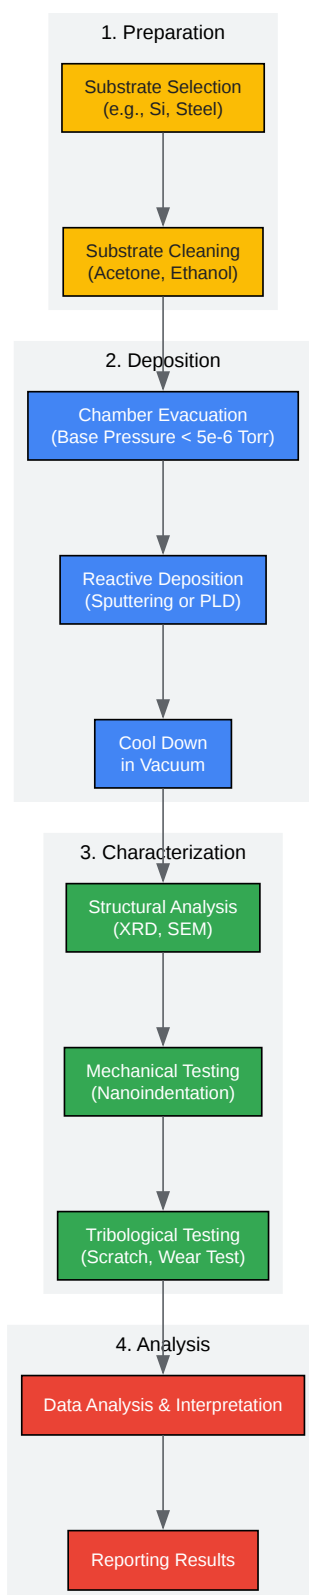 1. Preparation
Substrate Selection
(e.g., Si, Steel)
Substrate Cleaning
(Acetone, Ethanol)
2. Deposition
Chamber Evacuation
(Base Pressure < 5e-6 Torr)
Reactive Deposition
(Sputtering or PLD)
Cool Down
in Vacuum
3. Characterization
Structural Analysis
(XRD, SEM)
Mechanical Testing
(Nanoindentation)
Tribological Testing
(Scratch, Wear Test)
4. Analysis
Data Analysis & Interpretation
Reporting Results